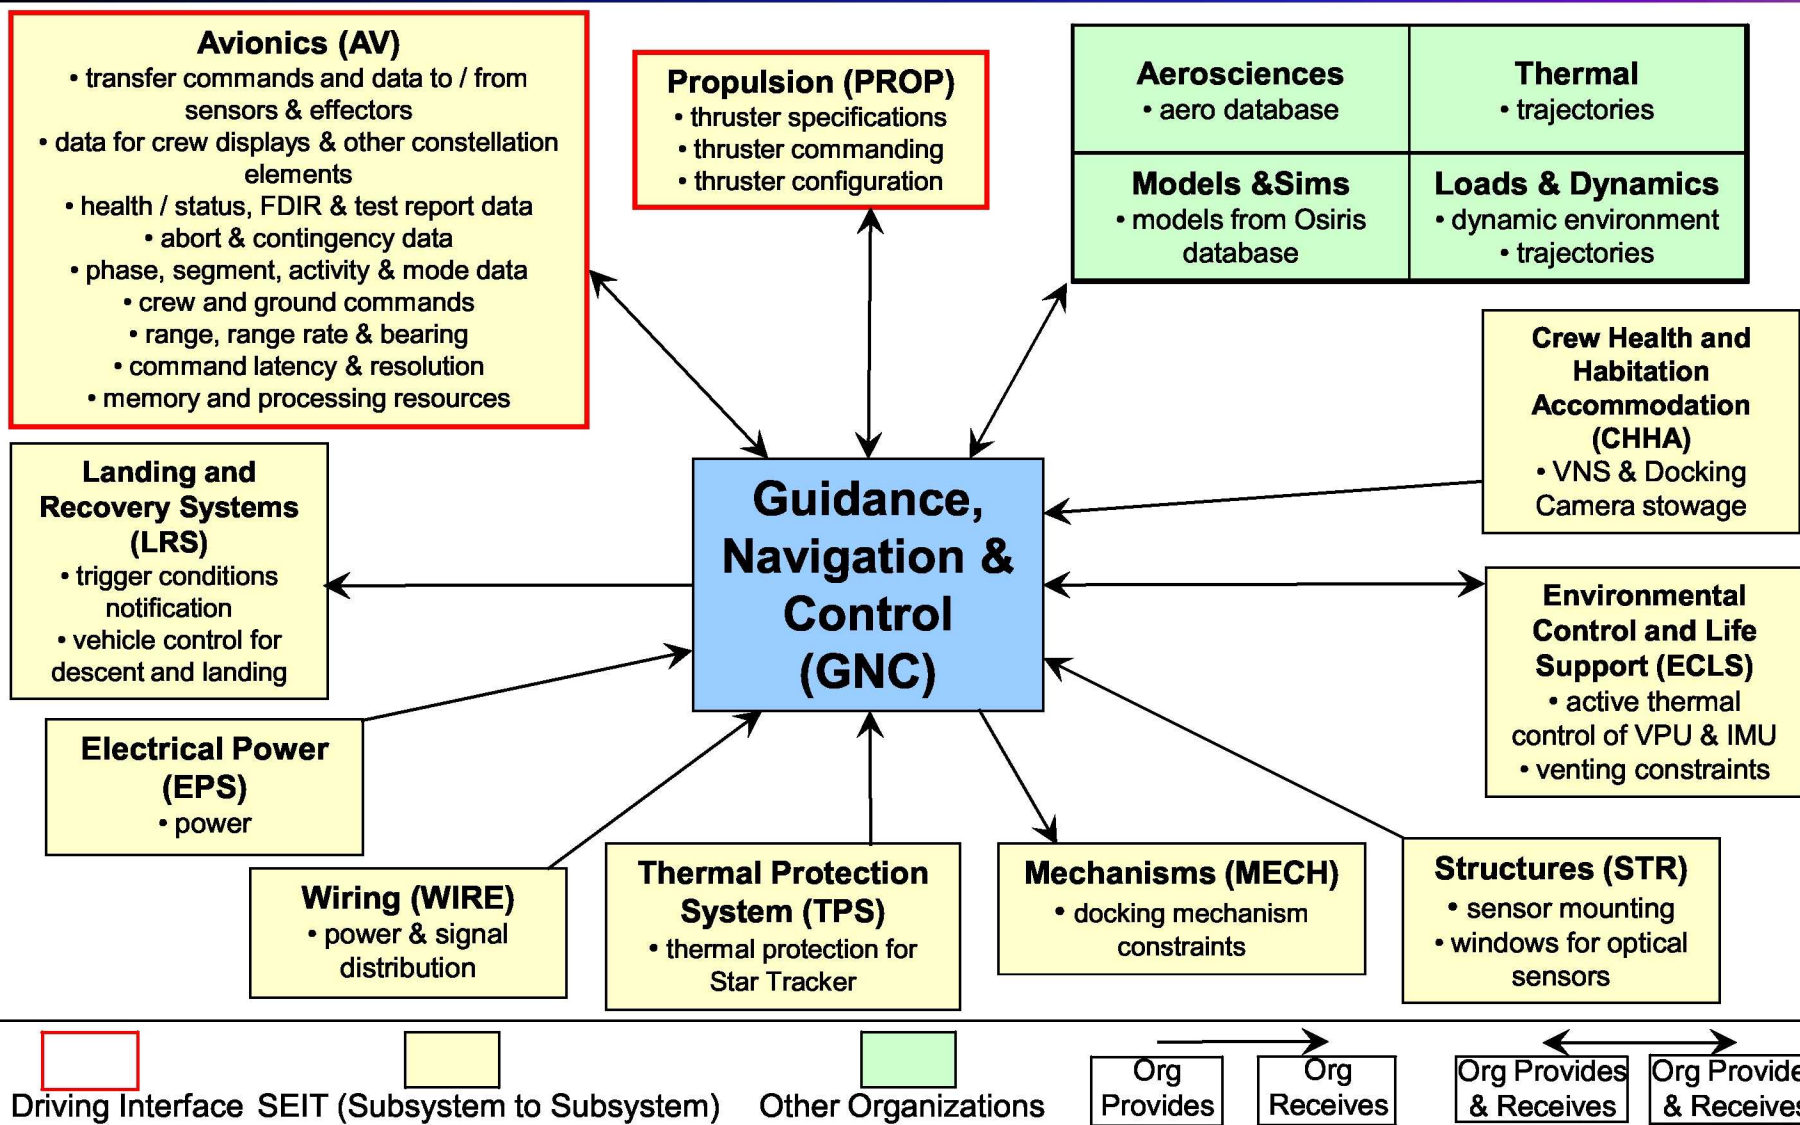 Avionics (AV)
• transfer commands and data to / from
sensors & effectors
• data for crew displays & other constellation
elements
• health / status, FDIR & test report data
• abort & contingency data
• phase, segment, activity & mode data
• crew and ground commands
• range, range rate & bearing
• command latency & resolution
• memory and processing resources
Propulsion (PROP)
• thruster specifications
• thruster commanding
• thruster configuration
Aerosciences
• aero database
Thermal
• trajectories
Models &Sims
• models from Osiris
database
Loads & Dynamics
• dynamic environment
• trajectories
Crew Health and
Habitation
Accommodation
(CHHA)
• VNS & Docking
Camera stowage
Landing and
Recovery Systems
(LRS)
• trigger conditions
notification
• vehicle control for
descent and landing
Guidance,
Navigation &
Control
(GNC)
Environmental
Control and Life
Support (ECLS)
• active thermal
control of VPU & IMU
• venting constraints
Electrical Power
(EPS)
• power
Wiring (WIRE)
• power & signal
distribution
Thermal Protection
System (TPS)
• thermal protection for
Star Tracker
Mechanisms (MECH)
• docking mechanism
constraints
Structures (STR)
• sensor mounting
• windows for optical
sensors
Driving Interface
SEIT (Subsystem to Subsystem)
Other Organizations
Org
Provides
Org
Receives
Org Provides
& Receives
Org Provide
& Receives